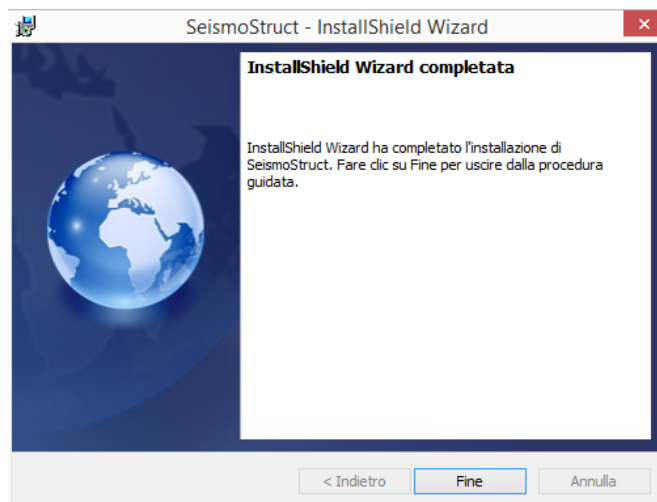 SeismoStruct - InstallShield Wizard
InstallShield Wizard completata
InstallShield Wizard ha completato l'installazione di
SeismoStruct. Fare clic su Fine per uscire dalla procedura
guidata.
< Indietro
Fine
Annulla